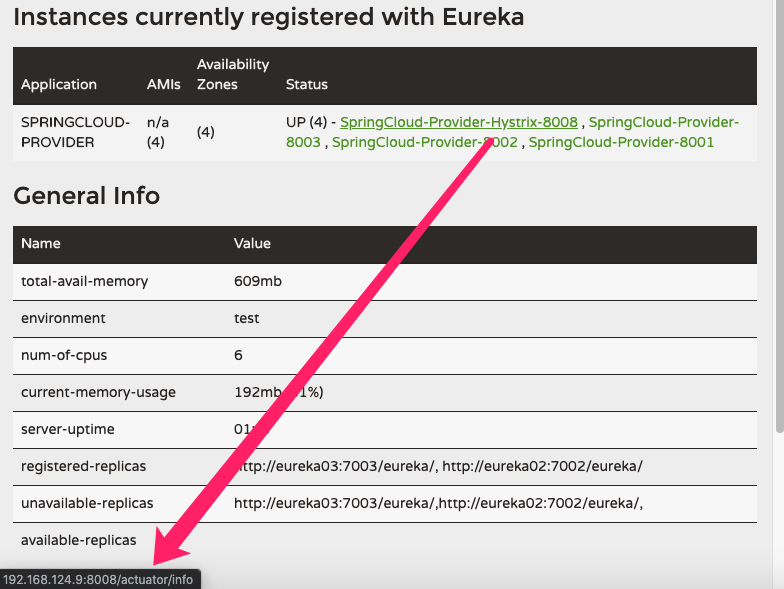 Instances currently registered with Eureka
Application AMIs Availability Zones Status
SPRINGCLOUD-PROVIDER n/a (4) (4) UP (4) - SpringCloud-Provider-Hystrix-8008 , SpringCloud-Provider-
8003 , SpringCloud-Provider-8002 , SpringCloud-Provider-8001
General Info
Name Value
total-avail-memory 609mb
environment test
num-of-cpus 6
current-memory-usage 192mb 1%)
server-uptime 01:
registered-replicas http://eureka03:7003/eureka/, http://eureka02:7002/eureka/
unavailable-replicas http://eureka03:7003/eureka/,http://eureka02:7002/eureka/,
available-replicas
192.168.124.9:8008/actuator/info